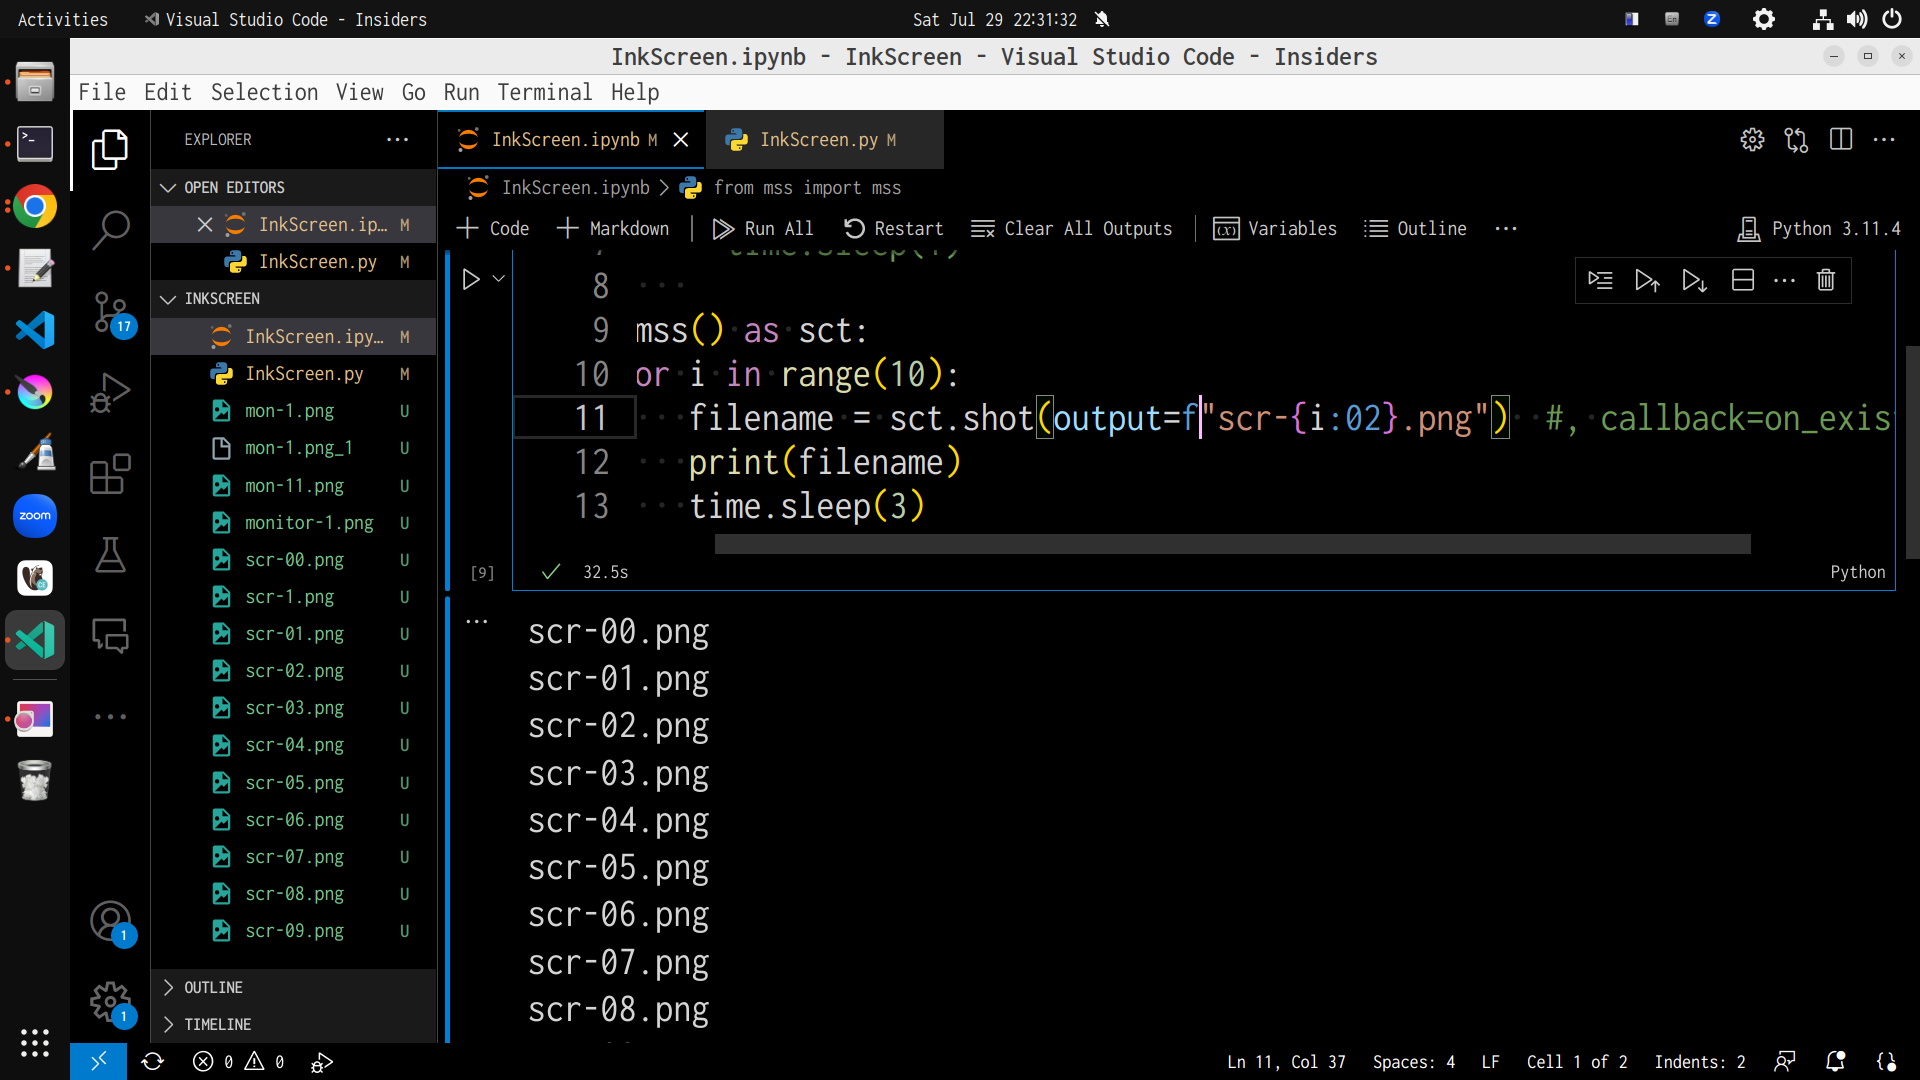 Activities
Visual Studio Code - Insiders
Sat Jul 29 22:31:32
InkScreen.ipynb - InkScreen - Visual Studio Code - Insiders
File Edit Selection View Go Run Terminal Help
EXPLORER
OPEN EDITORS
InkScreen.ip... M
InkScreen.py M
INKSCREEN
InkScreen.ipy... M
InkScreen.py M
mon-1.png U
mon-1.png_1 U
mon-11.png U
monitor-1.png U
scr-00.png U
scr-1.png U
scr-01.png U
scr-02.png U
scr-03.png U
scr-04.png U
scr-05.png U
scr-06.png U
scr-07.png U
scr-08.png U
scr-09.png U
OUTLINE
TIMELINE
17
1
1
zoom
InkScreen.ipynb M
InkScreen.py M
InkScreen.ipynb > from mss import mss
Code Markdown Run All Restart Clear All Outputs Variables Outline ... Python 3.11.4
8
9 mss() as sct:
10 or i in range(10):
11 filename = sct.shot(output=f"scr-{i:02}.png") #, callback=on_exis
12 print(filename)
13 time.sleep(3)
[9] 32.5s Python
scr-00.png
scr-01.png
scr-02.png
scr-03.png
scr-04.png
scr-05.png
scr-06.png
scr-07.png
scr-08.png
0 0
Ln 11, Col 37 Spaces: 4 LF Cell 1 of 2 Indents: 2